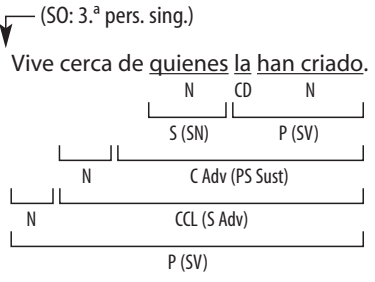 (SO: 3.ª pers. sing.)
Vive cerca de quienes la han criado.
N CD N
S (SN) P (SV)
N C Adv (PS Sust)
N CCL (S Adv)
P (SV)